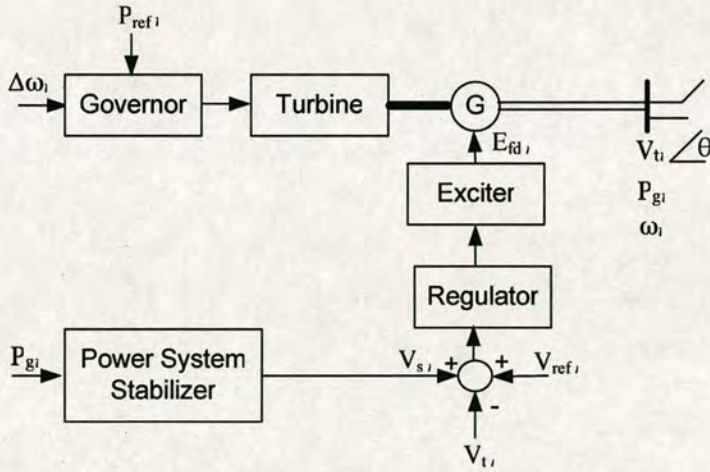 P_ref i
Δω_i
Governor
Turbine
G
E_fd i
V_ti ∠θ
P_gi
ω_i
Exciter
Regulator
P_gi
Power System
Stabilizer
V_s i
+
+
V_ref i
-
V_t i